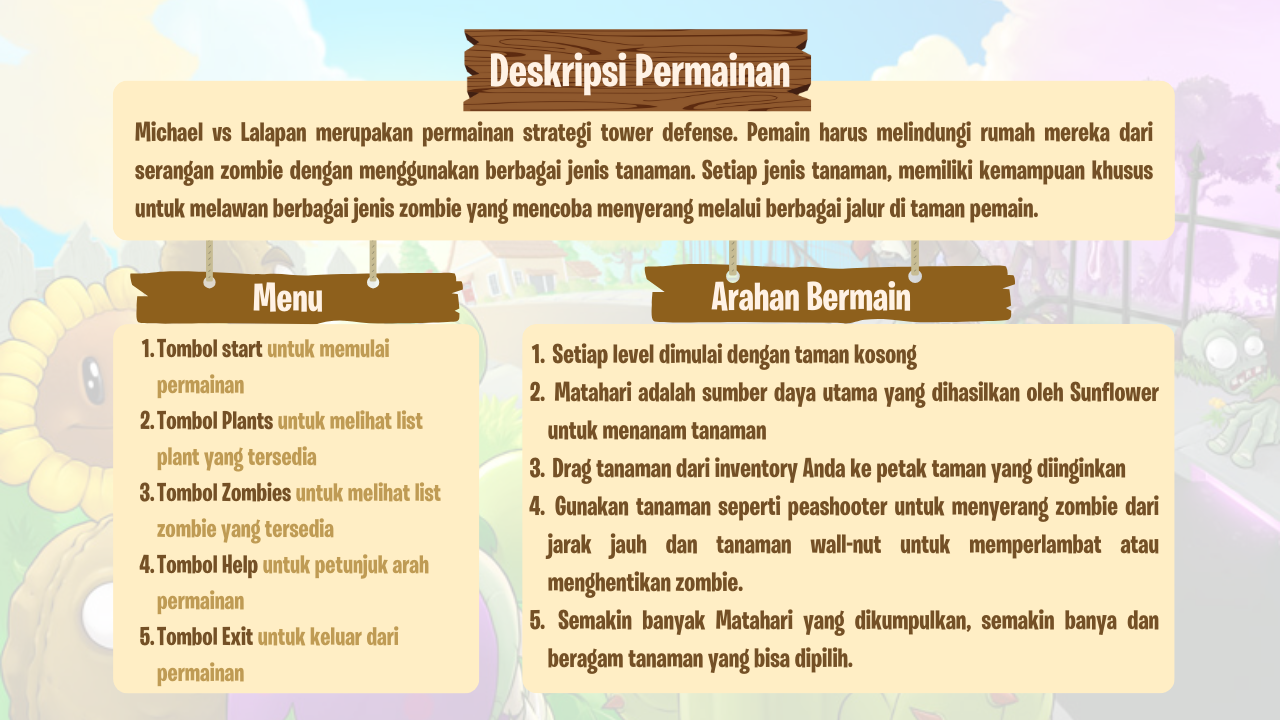 Deskripsi Permainan
Michael vs Lalapan merupakan permainan strategi tower defense. Pemain harus melindungi rumah mereka dari
serangan zombie dengan menggunakan berbagai jenis tanaman. Setiap jenis tanaman, memiliki kemampuan khusus
untuk melawan berbagai jenis zombie yang mencoba menyerang melalui berbagai jalur di taman pemain.
Menu
1. Tombol start untuk memulai
permainan
2. Tombol Plants untuk melihat list
plant yang tersedia
3. Tombol Zombies untuk melihat list
zombie yang tersedia
4. Tombol Help untuk petunjuk arah
permainan
5. Tombol Exit untuk keluar dari
permainan
Arahan Bermain
1. Setiap level dimulai dengan taman kosong
2. Matahari adalah sumber daya utama yang dihasilkan oleh Sunflower
untuk menanam tanaman
3. Drag tanaman dari inventory Anda ke petak taman yang diinginkan
4. Gunakan tanaman seperti peashooter untuk menyerang zombie dari
jarak jauh dan tanaman wall-nut untuk memperlambat atau
menghentikan zombie.
5. Semakin banyak Matahari yang dikumpulkan, semakin banya dan
beragam tanaman yang bisa dipilih.